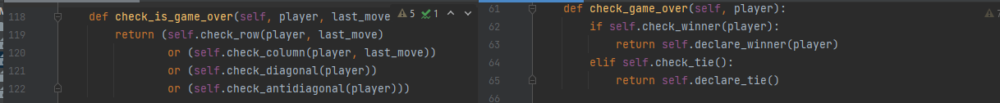 118 def check_is_game_over(self, player, last_move 5 1
119 return (self.check_row(player, last_move)
120 or (self.check_column(player, last_move))
121 or (self.check_diagonal(player))
122 or (self.check_antidiagonal(player)))
61 def check_game_over(self, player): 7
62 if self.check_winner(player):
63 return self.declare_winner(player)
64 elif self.check_tie():
65 return self.declare_tie()
66